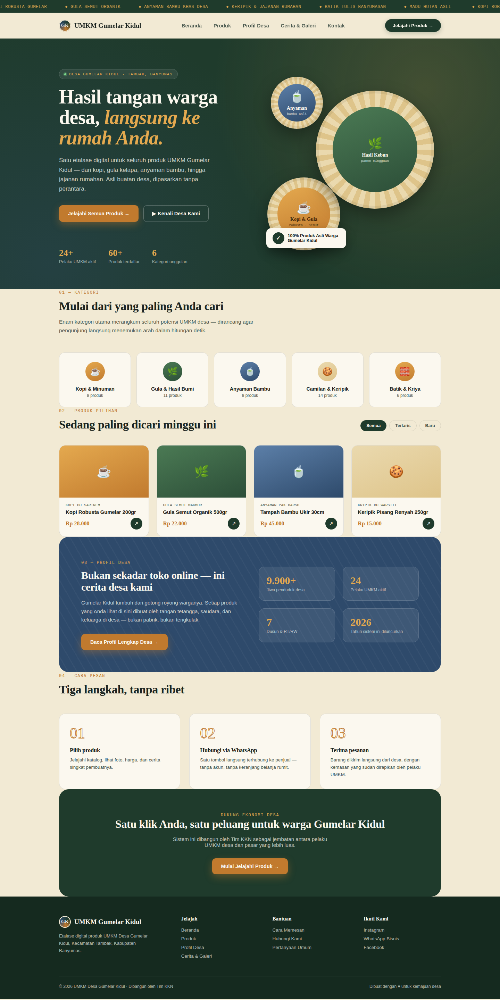 I ROBUSTA GUMELAR ● GULA SEMUT ORGANIK ● ANYAMAN BAMBU KHAS DESA ● KERIPIK & JAJANAN RUMAHAN ● BATIK TULIS BANYUMASAN ● MADU HUTAN ASLI ● KOPI ROB
GK UMKM Gumelar Kidul
Beranda Produk Profil Desa Cerita & Galeri Kontak
Jelajahi Produk →
DESA GUMELAR KIDUL · TAMBAK, BANYUMAS
Hasil tangan warga
desa, langsung ke
rumah Anda.
Satu etalase digital untuk seluruh produk UMKM Gumelar
Kidul — dari kopi, gula kelapa, anyaman bambu, hingga
jajanan rumahan. Asli buatan desa, dipasarkan tanpa
perantara.
Jelajahi Semua Produk →
▶ Kenali Desa Kami
24+
Pelaku UMKM aktif
60+
Produk terdaftar
6
Kategori unggulan
Anyaman
bambu asli
Hasil Kebun
panen mingguan
Kopi & Gula
robusta · semut
✓
100% Produk Asli Warga
Gumelar Kidul
01 — KATEGORI
Mulai dari yang paling Anda cari
Enam kategori utama merangkum seluruh potensi UMKM desa — dirancang agar
pengunjung langsung menemukan arah dalam hitungan detik.
Kopi & Minuman
8 produk
Gula & Hasil Bumi
11 produk
Anyaman Bambu
9 produk
Camilan & Keripik
14 produk
Batik & Kriya
6 produk
02 — PRODUK PILIHAN
Sedang paling dicari minggu ini
Semua Terlaris Baru
KOPI BU SARINEM
Kopi Robusta Gumelar 200gr
Rp 28.000 ↗
GULA SEMUT MAKMUR
Gula Semut Organik 500gr
Rp 22.000 ↗
ANYAMAN PAK DARSO
Tampah Bambu Ukir 30cm
Rp 45.000 ↗
KRIPIK BU WARSITI
Keripik Pisang Renyah 250gr
Rp 15.000 ↗
03 — PROFIL DESA
Bukan sekadar toko online — ini
cerita desa kami
Gumelar Kidul tumbuh dari gotong royong warganya. Setiap produk
yang Anda lihat di sini dibuat oleh tangan tetangga, saudara, dan
keluarga di desa — bukan pabrik, bukan tengkulak.
Baca Profil Lengkap Desa →
9.900+
Jiwa penduduk desa
24
Pelaku UMKM aktif
7
Dusun & RT/RW
2026
Tahun sistem ini diluncurkan
04 — CARA PESAN
Tiga langkah, tanpa ribet
01
Pilih produk
Jelajahi katalog, lihat foto, harga, dan cerita
singkat pembuatnya.
02
Hubungi via WhatsApp
Satu tombol langsung terhubung ke penjual —
tanpa akun, tanpa keranjang belanja rumit.
03
Terima pesanan
Barang dikirim langsung dari desa, dengan
kemasan yang sudah dirapikan oleh pelaku
UMKM.
DUKUNG EKONOMI DESA
Satu klik Anda, satu peluang untuk warga Gumelar Kidul
Sistem ini dibangun oleh Tim KKN sebagai jembatan antara pelaku
UMKM desa dan pasar yang lebih luas.
Mulai Jelajahi Produk →
GK UMKM Gumelar Kidul
Etalase digital produk UMKM Desa Gumelar
Kidul, Kecamatan Tambak, Kabupaten
Banyumas.
Jelajah
Beranda
Produk
Profil Desa
Cerita & Galeri
Bantuan
Cara Memesan
Hubungi Kami
Pertanyaan Umum
Ikuti Kami
Instagram
WhatsApp Bisnis
Facebook
© 2026 UMKM Desa Gumelar Kidul · Dibangun oleh Tim KKN
Dibuat dengan ♥ untuk kemajuan desa